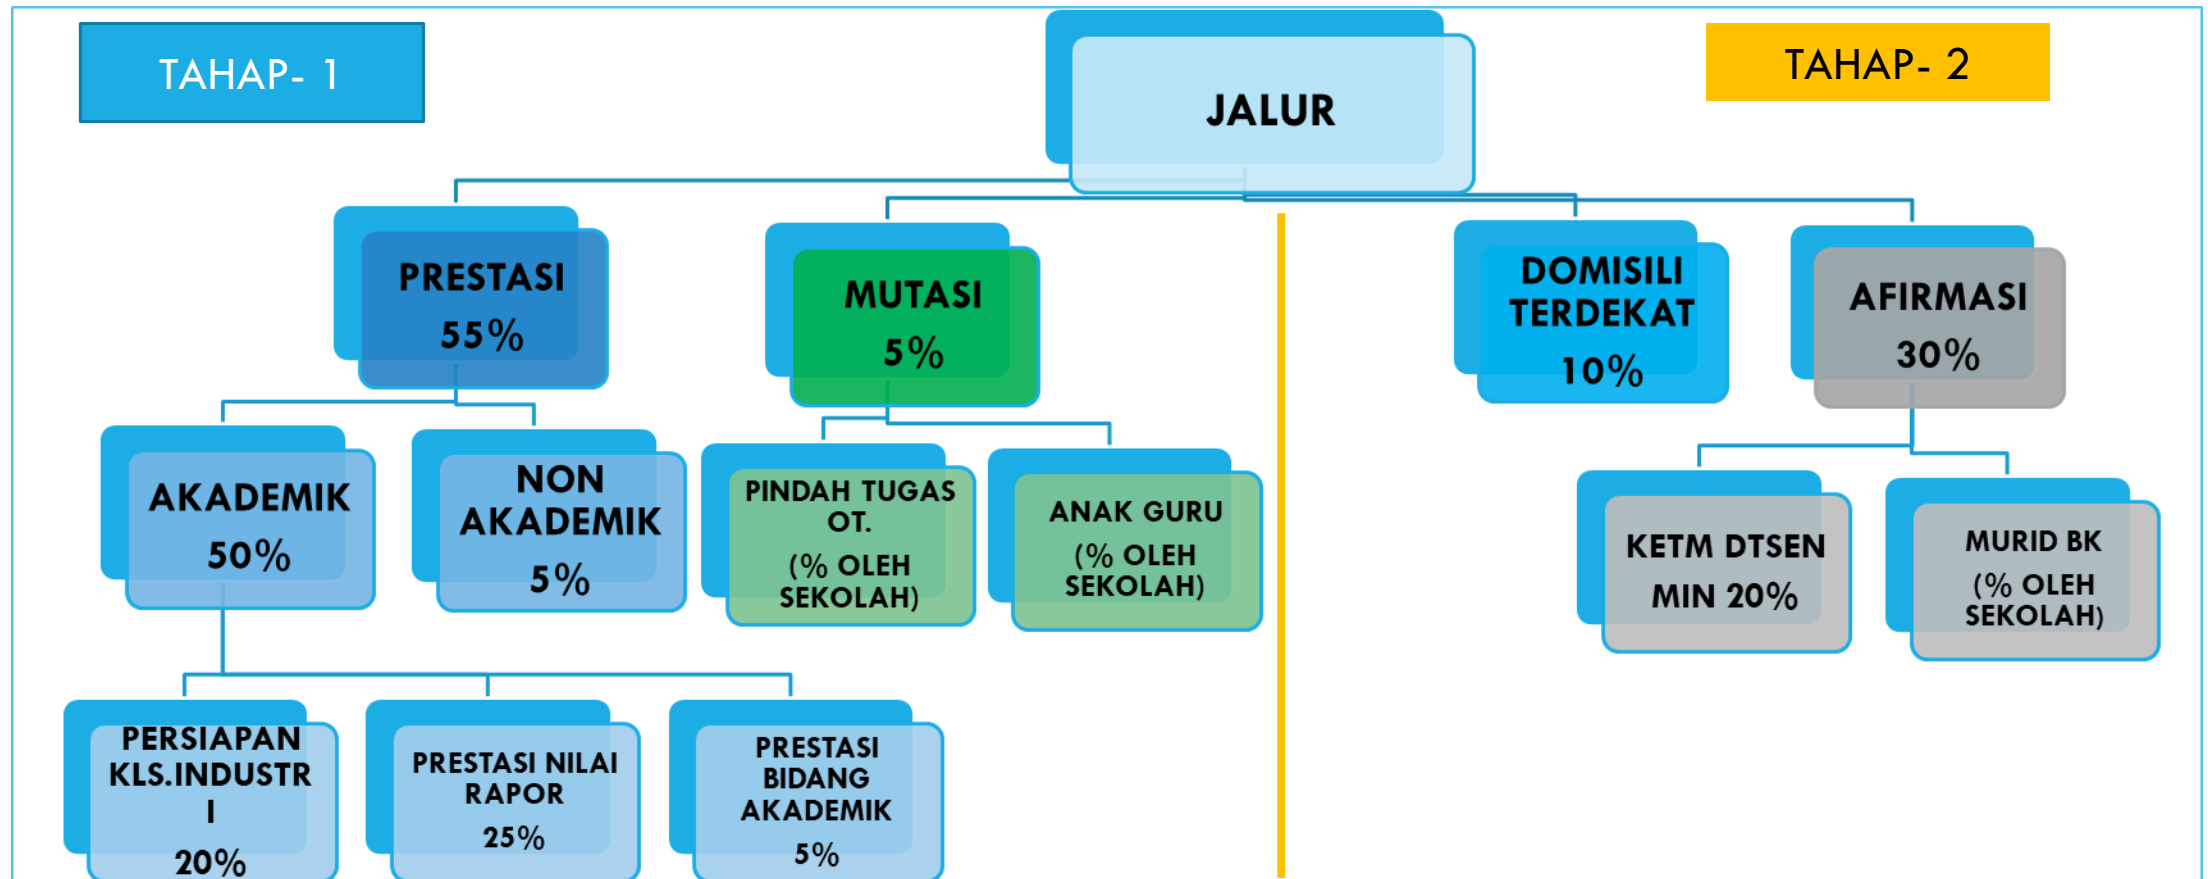 TAHAP- 1
JALUR
TAHAP- 2
PRESTASI
55%
MUTASI
5%
DOMISILI
TERDEKAT
10%
AFIRMASI
30%
AKADEMIK
50%
NON
AKADEMIK
5%
PINDAH TUGAS
OT.
(% OLEH
SEKOLAH)
ANAK GURU
(% OLEH
SEKOLAH)
KETM DTSEN
MIN 20%
MURID BK
(% OLEH
SEKOLAH)
PERSIAPAN
KLS.INDUSTR
I
20%
PRESTASI NILAI
RAPOR
25%
PRESTASI
BIDANG
AKADEMIK
5%